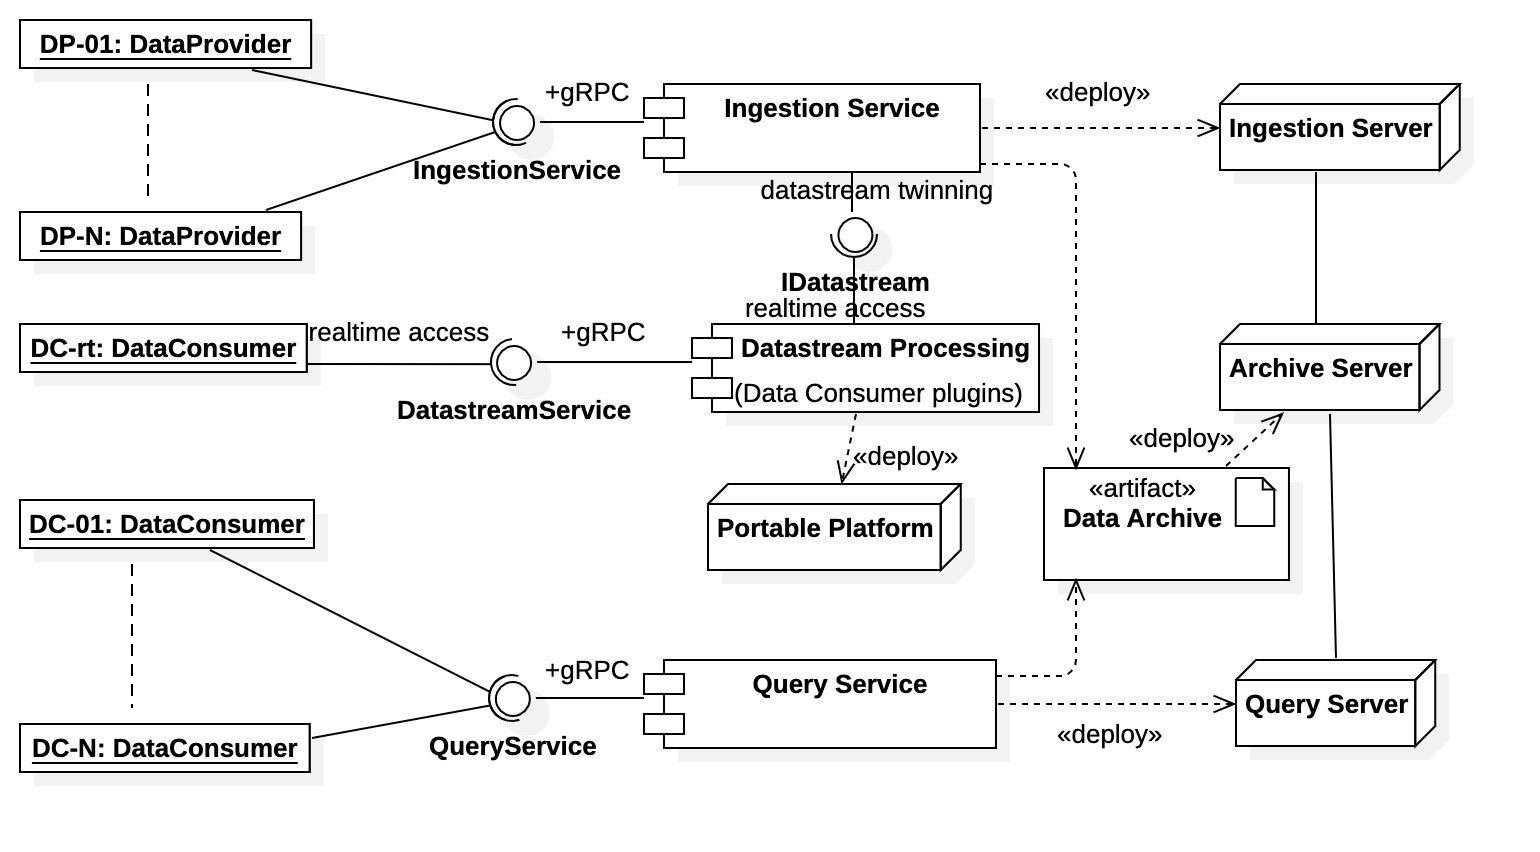 DP-01: DataProvider
+gRPC
Ingestion Service
«deploy»
Ingestion Server
IngestionService
datastream twinning
DP-N: DataProvider
IDatastream
realtime access
DC-rt: DataConsumer
realtime access
+gRPC
Datastream Processing
(Data Consumer plugins)
DatastreamService
Archive Server
«deploy»
«deploy»
«artifact»
Data Archive
Portable Platform
DC-01: DataConsumer
+gRPC
Query Service
Query Server
«deploy»
DC-N: DataConsumer
QueryService